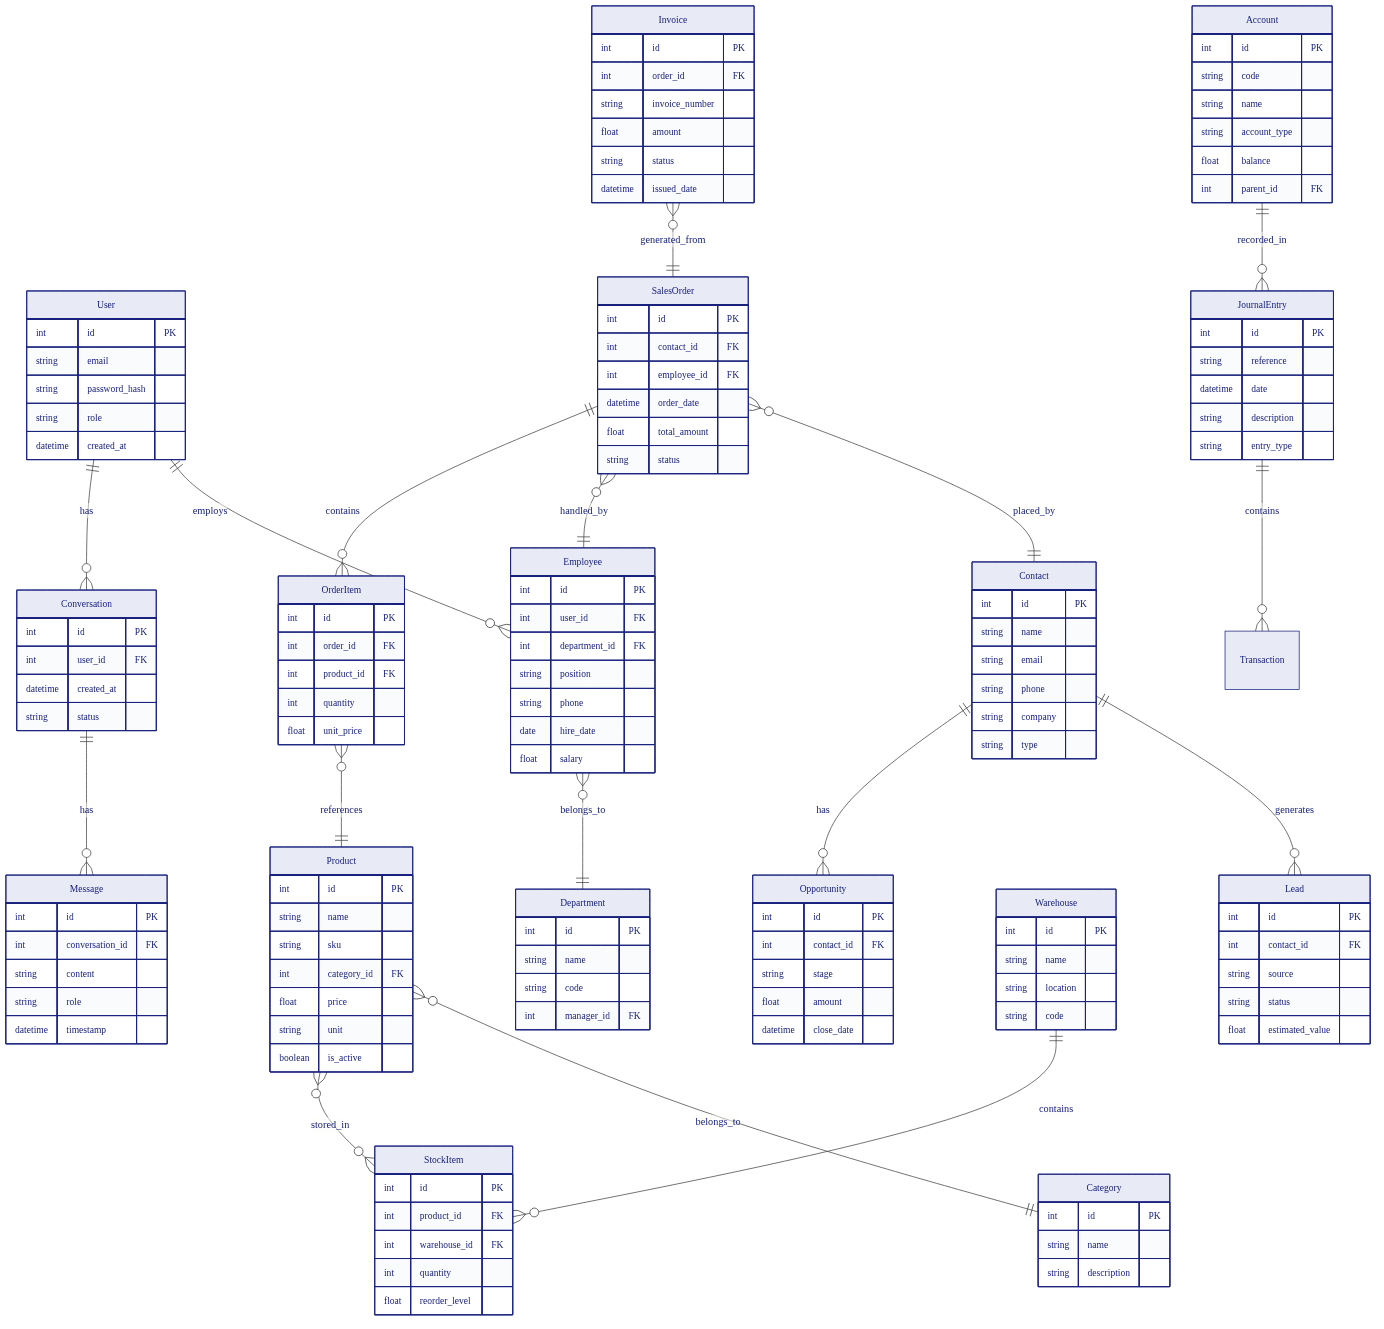 Invoice
int id PK
int order_id FK
string invoice_number
float amount
string status
datetime issued_date
Account
int id PK
string code
string name
string account_type
float balance
int parent_id FK
generated_from
recorded_in
User
int id PK
string email
string password_hash
string role
datetime created_at
SalesOrder
int id PK
int contact_id FK
int employee_id FK
datetime order_date
float total_amount
string status
JournalEntry
int id PK
string reference
datetime date
string description
string entry_type
has
employs
contains
handled_by
placed_by
contains
Conversation
int id PK
int user_id FK
datetime created_at
string status
OrderItem
int id PK
int order_id FK
int product_id FK
int quantity
float unit_price
Employee
int id PK
int user_id FK
int department_id FK
string position
string phone
date hire_date
float salary
Contact
int id PK
string name
string email
string phone
string company
string type
Transaction
has
references
belongs_to
has
generates
Message
int id PK
int conversation_id FK
string content
string role
datetime timestamp
Product
int id PK
string name
string sku
int category_id FK
float price
string unit
boolean is_active
Department
int id PK
string name
string code
int manager_id FK
Opportunity
int id PK
int contact_id FK
string stage
float amount
datetime close_date
Warehouse
int id PK
string name
string location
string code
Lead
int id PK
int contact_id FK
string source
string status
float estimated_value
stored_in
belongs_to
contains
StockItem
int id PK
int product_id FK
int warehouse_id FK
int quantity
float reorder_level
Category
int id PK
string name
string description